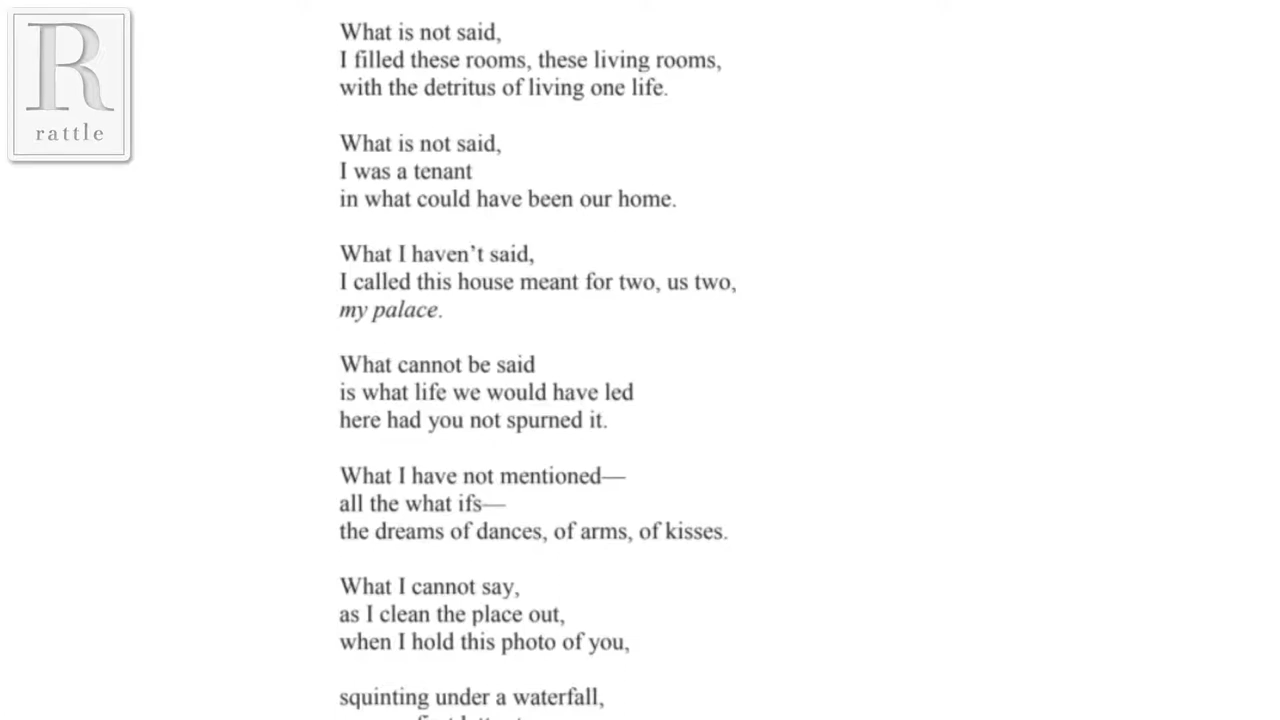 R
rattle
What is not said,
I filled these rooms, these living rooms,
with the detritus of living one life.
What is not said,
I was a tenant
in what could have been our home.
What I haven’t said,
I called this house meant for two, us two,
my palace.
What cannot be said
is what life we would have led
here had you not spurned it.
What I have not mentioned—
all the what ifs—
the dreams of dances, of arms, of kisses.
What I cannot say,
as I clean the place out,
when I hold this photo of you,
squinting under a waterfall,